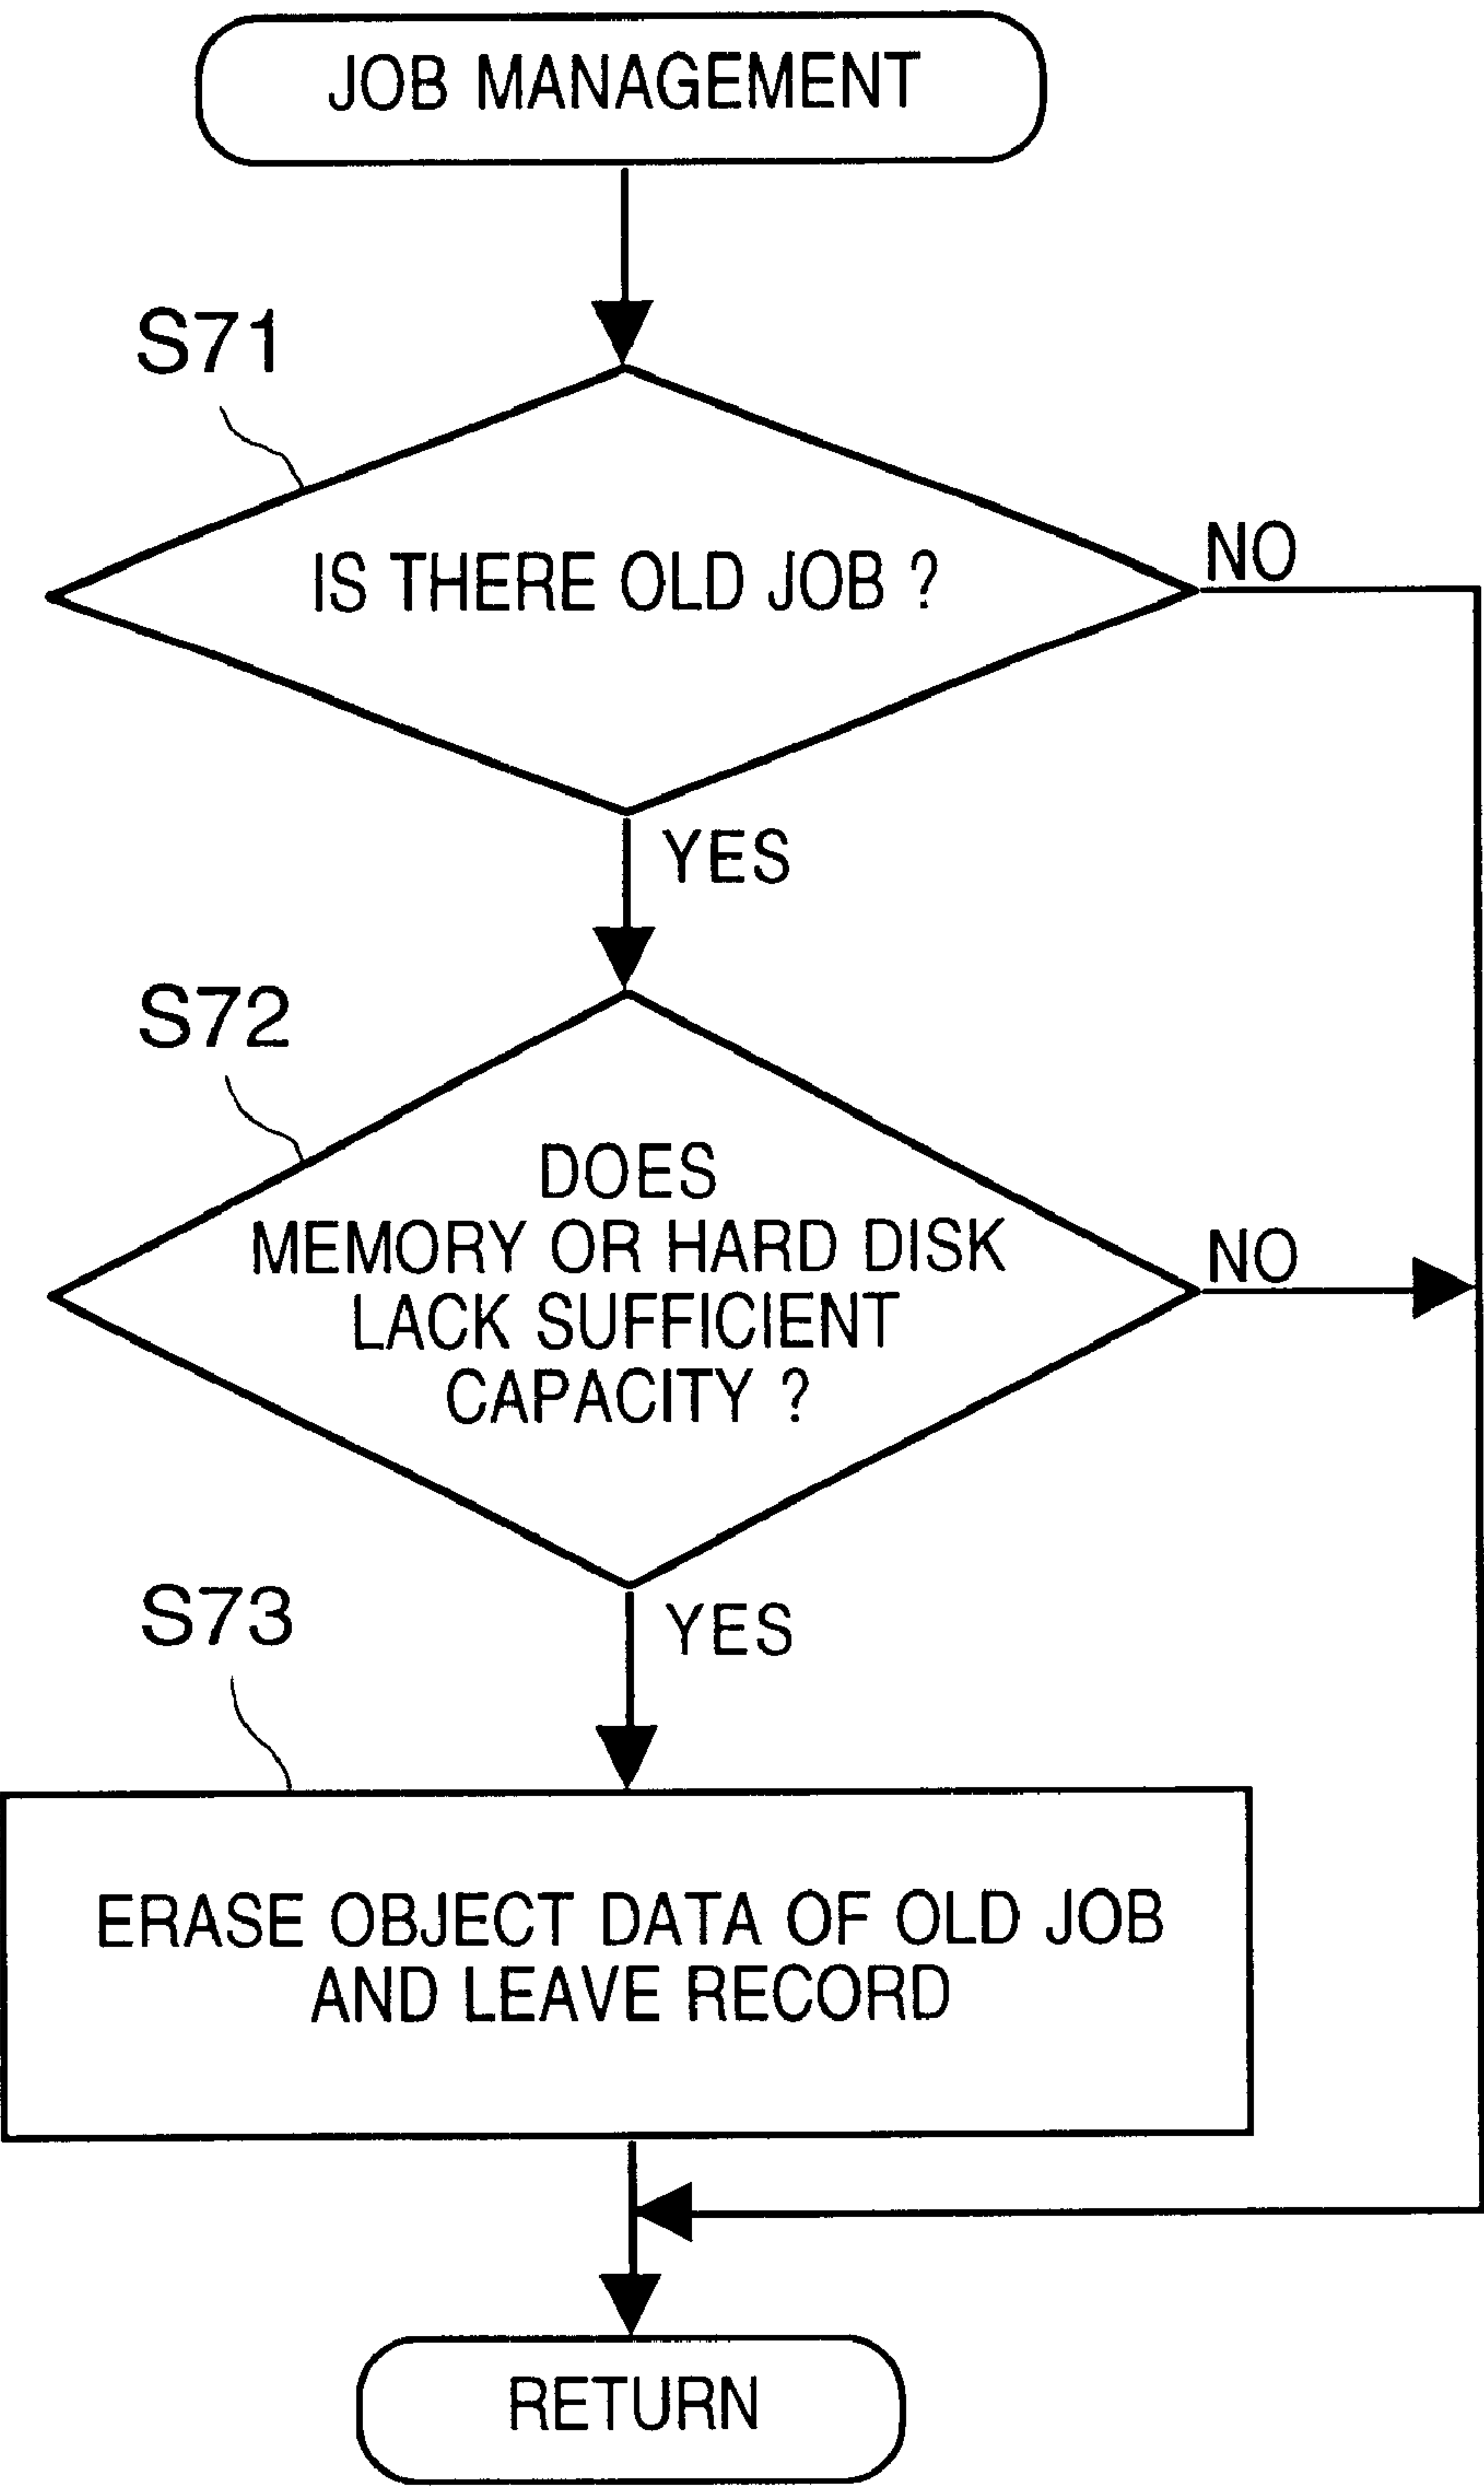 JOB MANAGEMENT
S71
IS THERE OLD JOB ?
NO
YES
S72
DOES
MEMORY OR HARD DISK
LACK SUFFICIENT
CAPACITY ?
NO
YES
S73
ERASE OBJECT DATA OF OLD JOB
AND LEAVE RECORD
RETURN